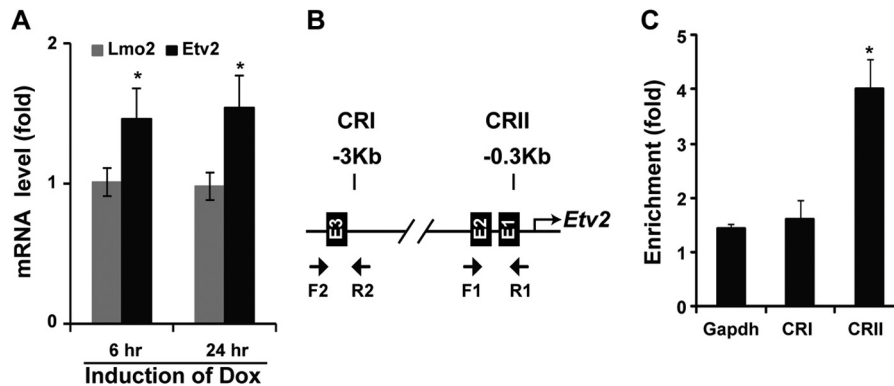 A
mRNA level (fold)
2
1
0
Lmo2 Etv2
*
*
6 hr 24 hr
Induction of Dox
B
CRI CRII
-3Kb -0.3Kb
E3 E2 E1 Etv2
F2 R2 F1 R1
C
Enrichment (fold)
5
4
3
2
1
0
*
Gapdh CRI CRII